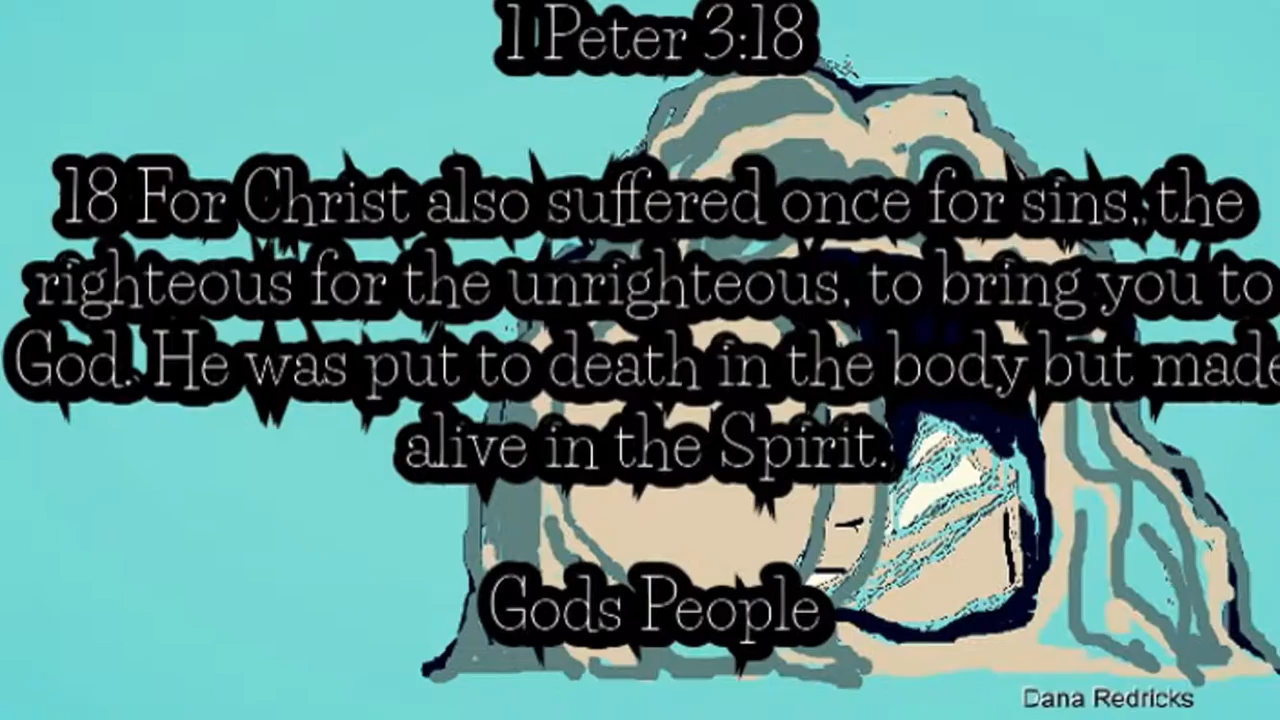 1 Peter 3:18
18 For Christ also suffered once for sins, the
righteous for the unrighteous, to bring you to
God. He was put to death in the body but made
alive in the Spirit.
Gods People
Dana Redricks